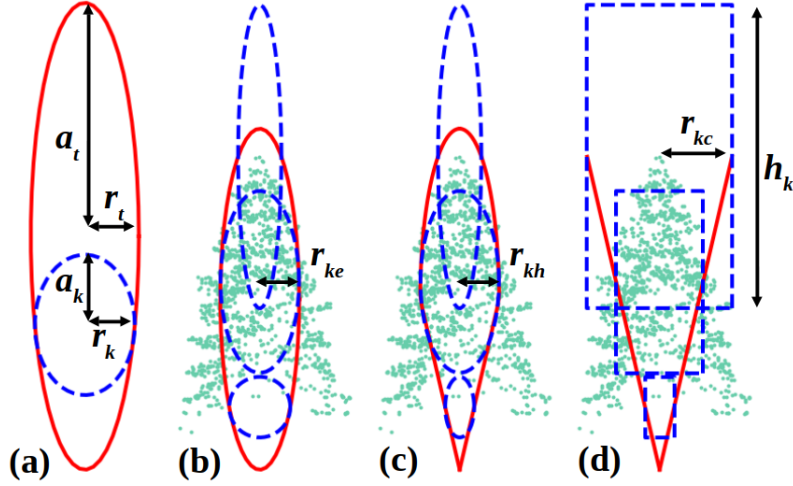 a_t
r_t
a_k
r_k
r_ke
r_kh
r_kc
h_k
(a)
(b)
(c)
(d)